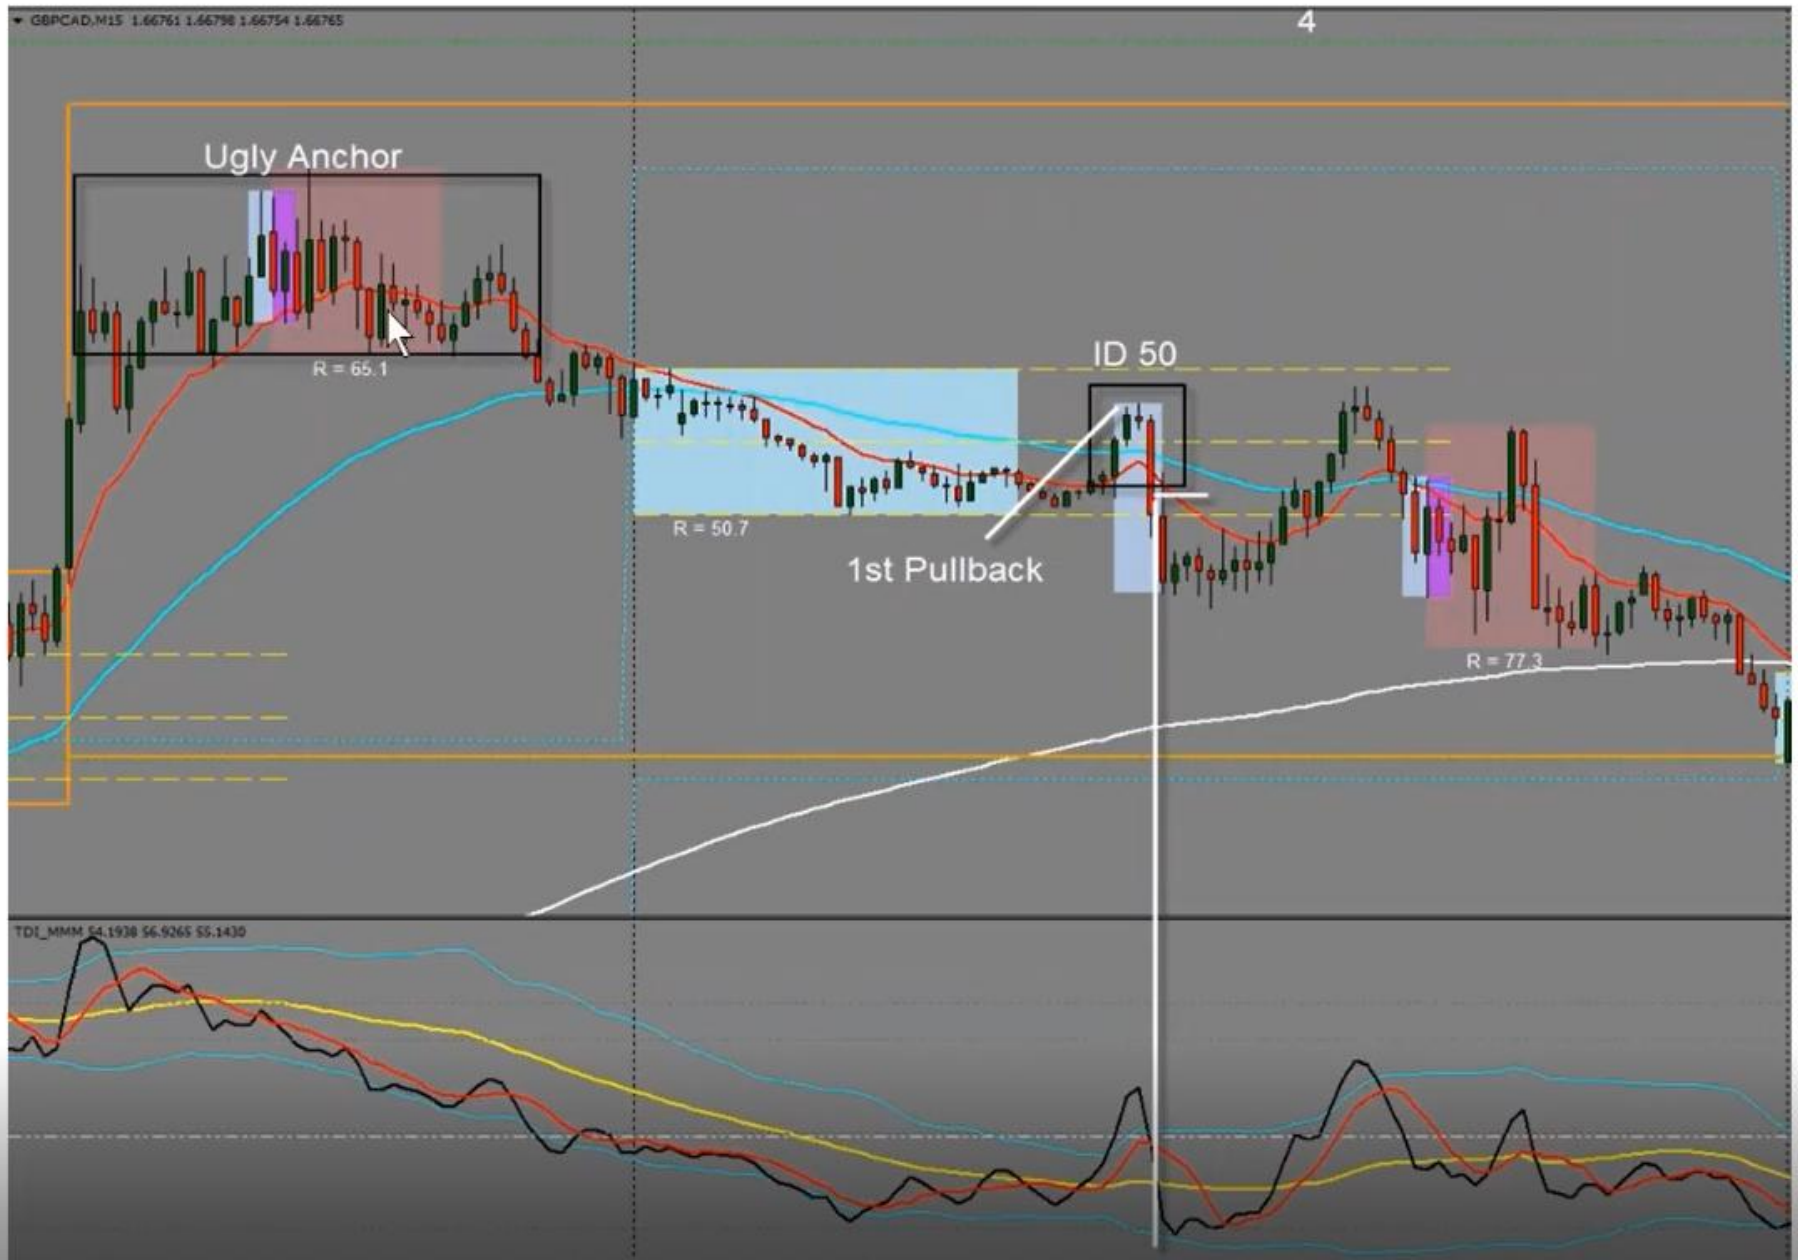 GBPCAD,M15 1.66761 1.66798 1.66754 1.66765
4
Ugly Anchor
R = 65.1
ID 50
R = 50.7
1st Pullback
R = 77.3
TDI_MMM 54.1938 56.9265 55.1430